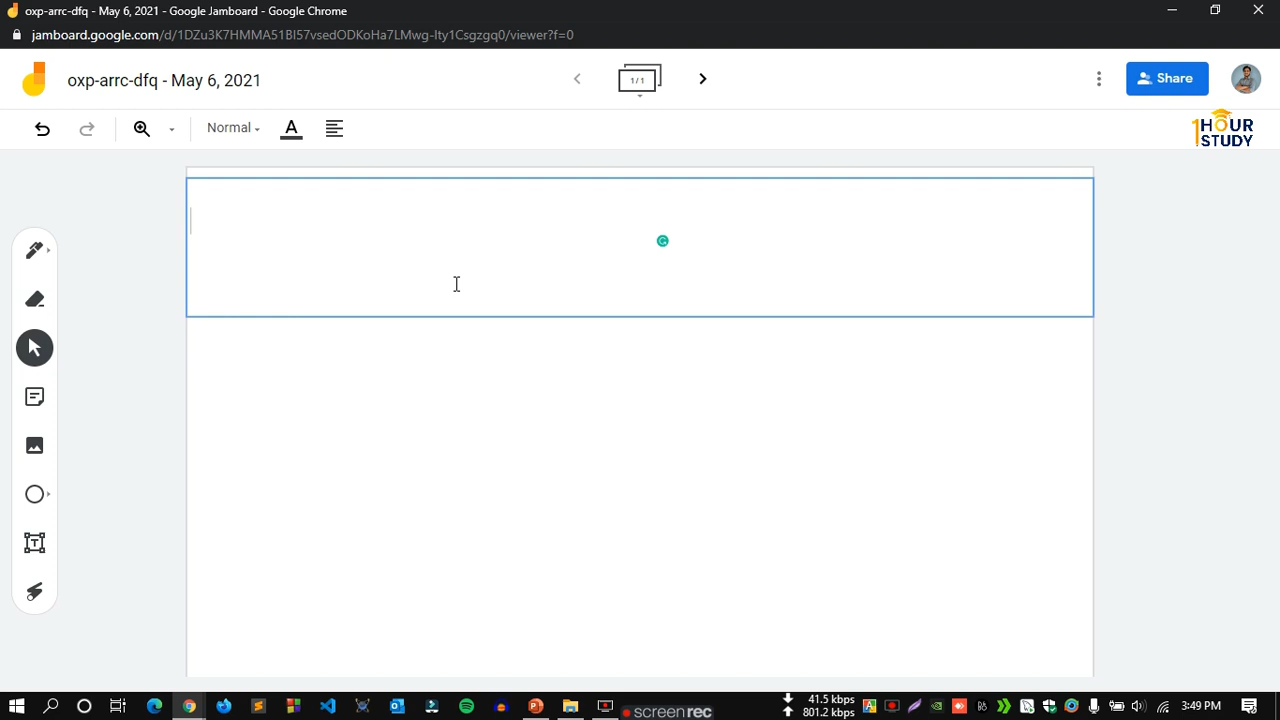 oxp-arrc-dfq - May 6, 2021 - Google Jamboard - Google Chrome
jamboard.google.com/d/1DZu3K7HMMA51BI57vsedODKoHa7LMwg-Ity1Csgzgq0/viewer?f=0
oxp-arrc-dfq - May 6, 2021
1/1
Share
Normal
A
1HOUR
STUDY
41.5 kbps
801.2 kbps
3:49 PM
screenrec